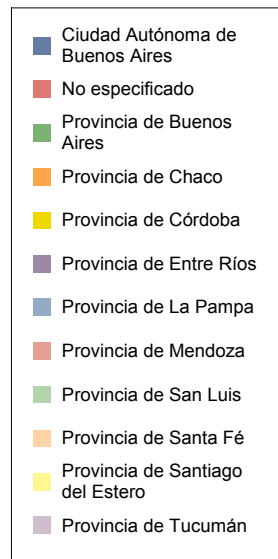 Ciudad Autónoma de
Buenos Aires
No especificado
Provincia de Buenos
Aires
Provincia de Chaco
Provincia de Córdoba
Provincia de Entre Ríos
Provincia de La Pampa
Provincia de Mendoza
Provincia de San Luis
Provincia de Santa Fé
Provincia de Santiago
del Estero
Provincia de Tucumán